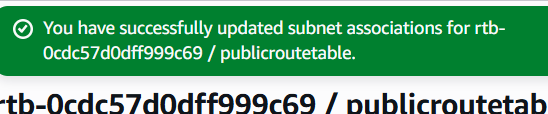 You have successfully updated subnet associations for rtb-
0cdc57d0dff999c69 / publicroutetable.
rtb-0cdc57d0dff999c69 / publicroutetab